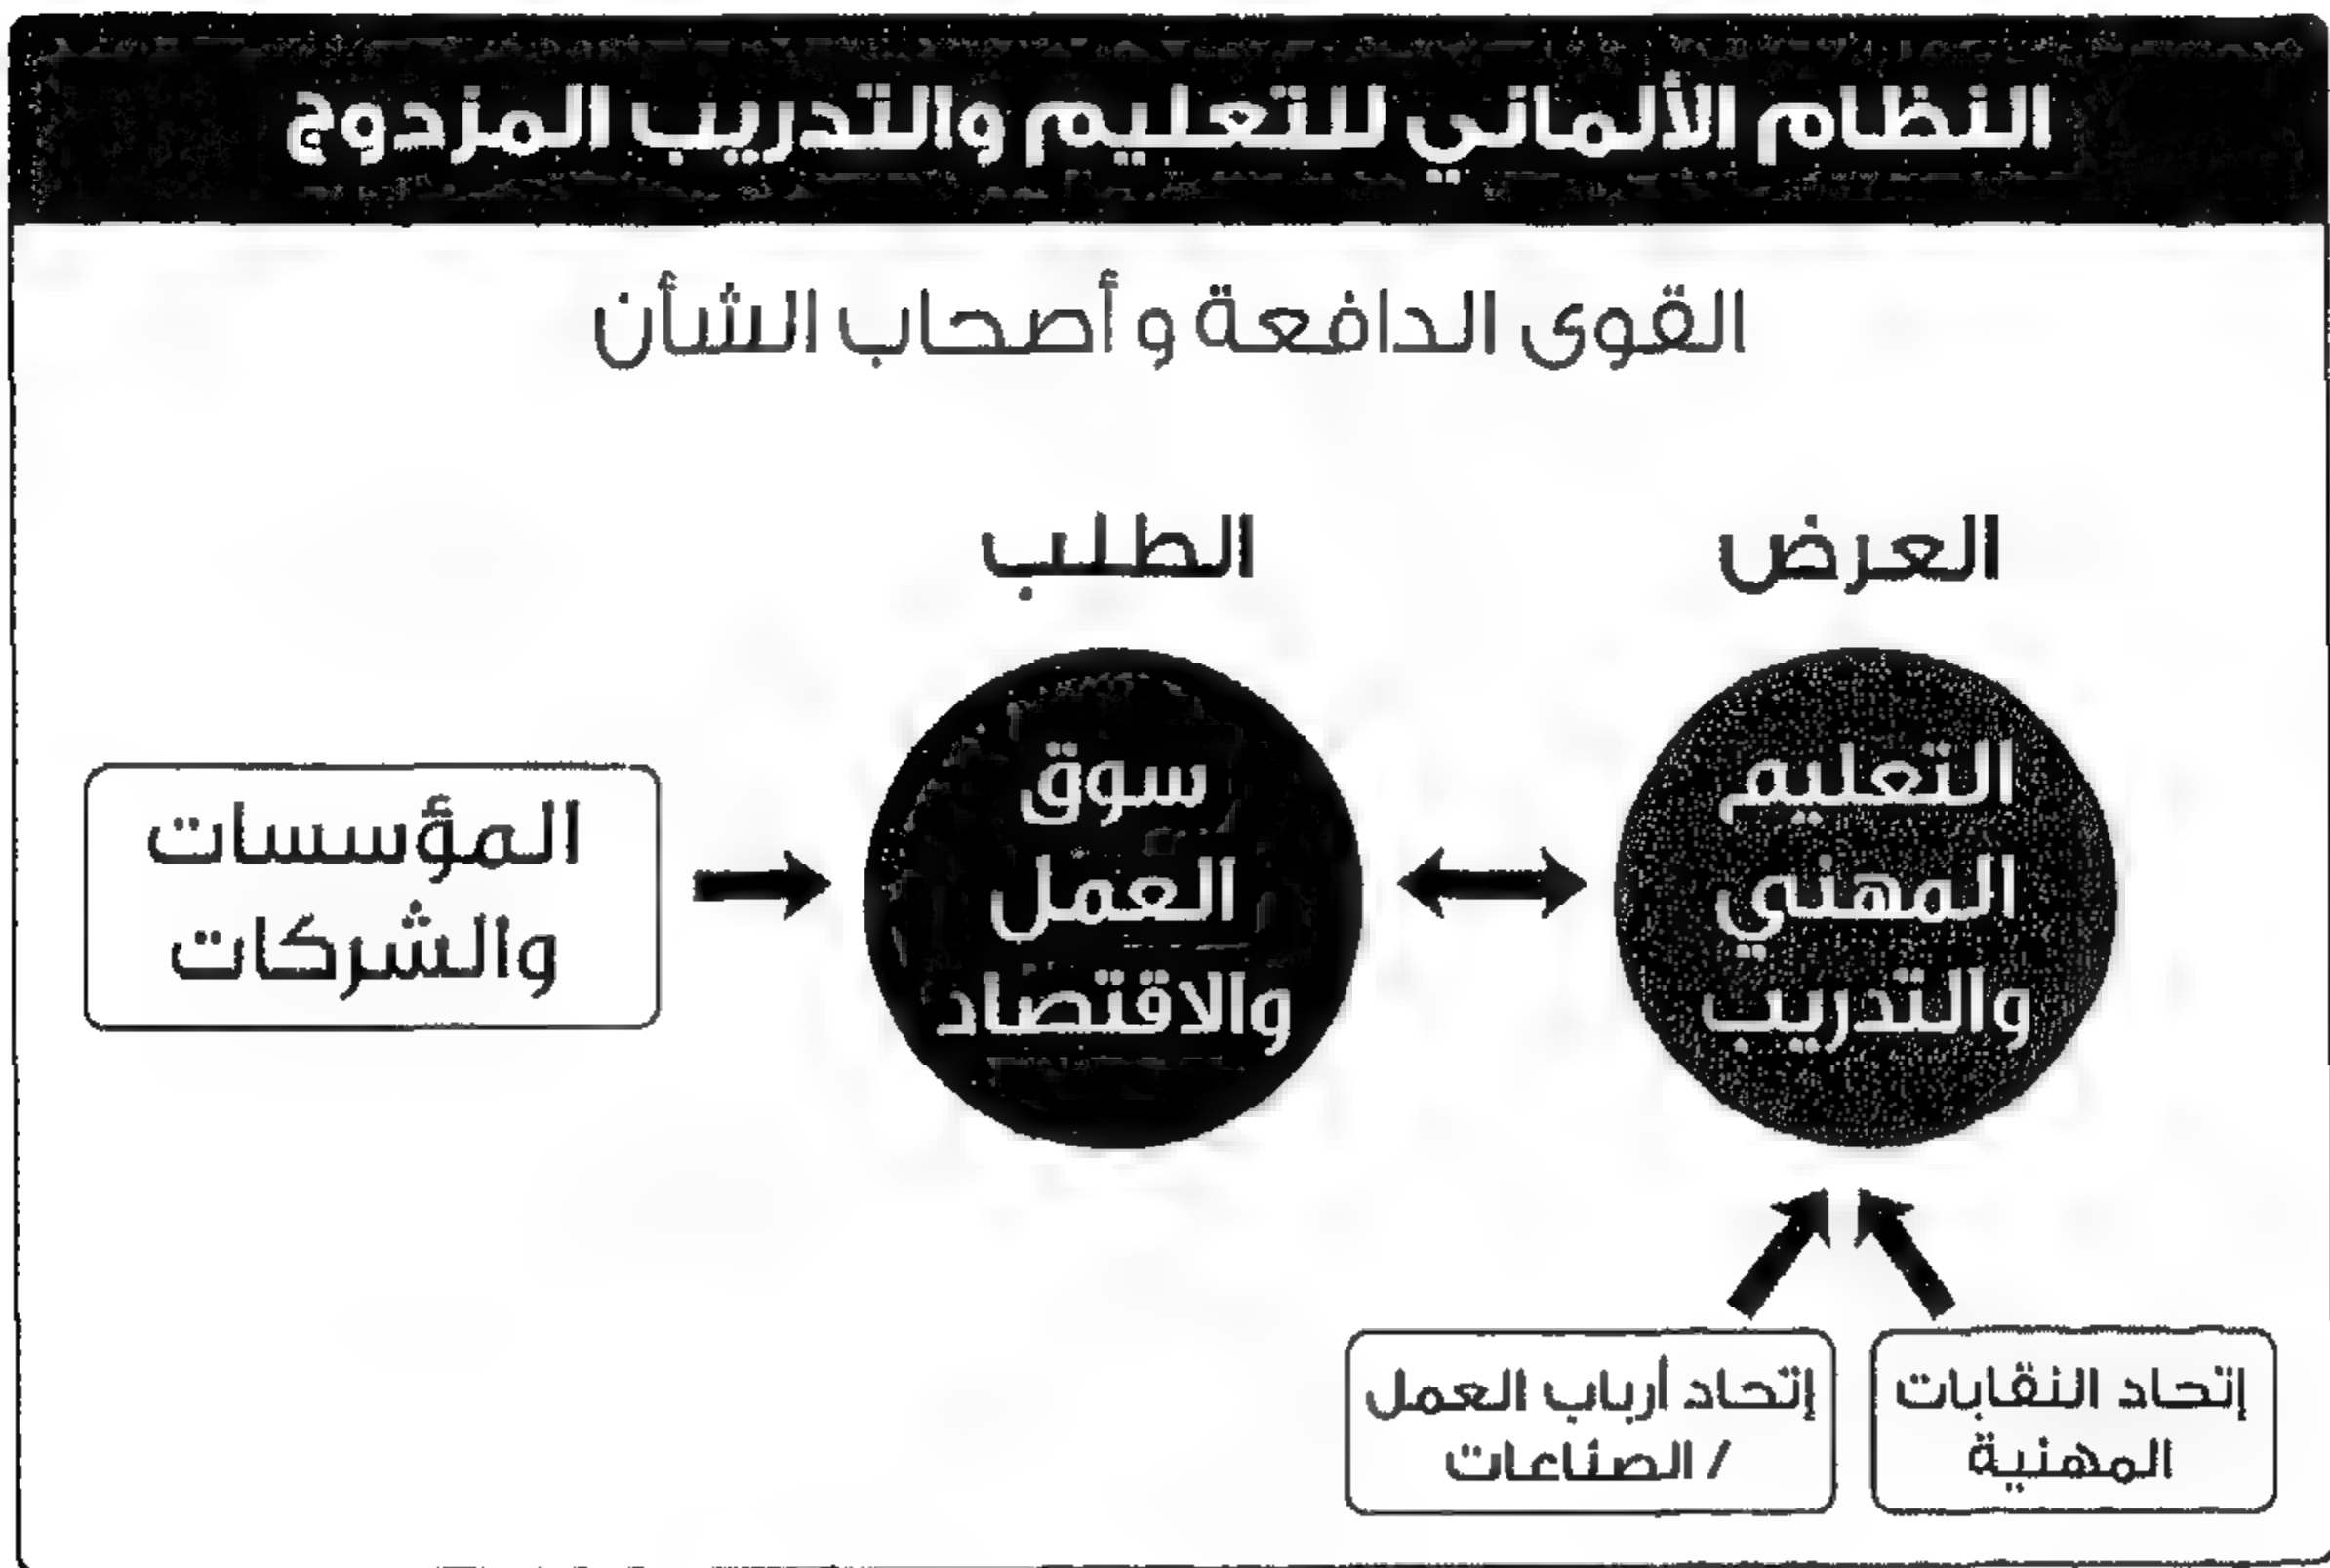 النظام الألماني للتعليم والتدريب المزدوج
القوى الدافعة و أصحاب الشأن
العرض
الطلب
التعليم
المهني
والتدريب
سوق
العمل
والاقتصاد
المؤسسات
والشركات
إتحاد النقابات
المهنية
إتحاد أرباب العمل
/ الصناعات